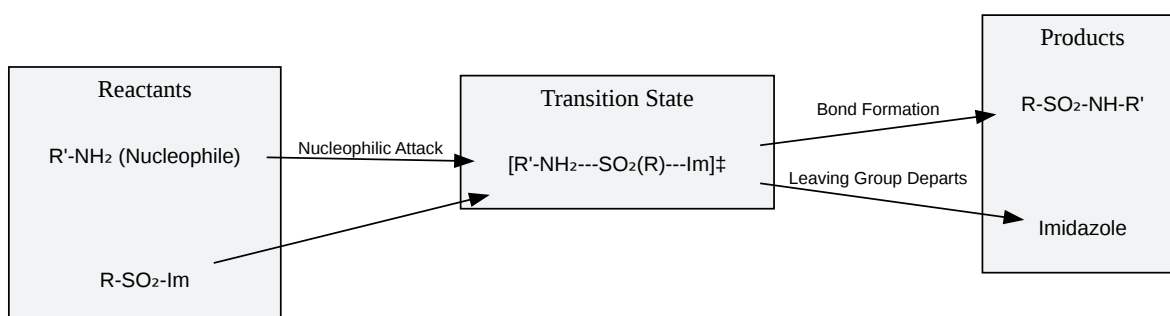 Reactants
R'-NH₂ (Nucleophile)
R-SO₂-Im
Nucleophilic Attack
Transition State
[R'-NH₂---SO₂(R)---Im]‡
Bond Formation
Leaving Group Departs
Products
R-SO₂-NH-R'
Imidazole